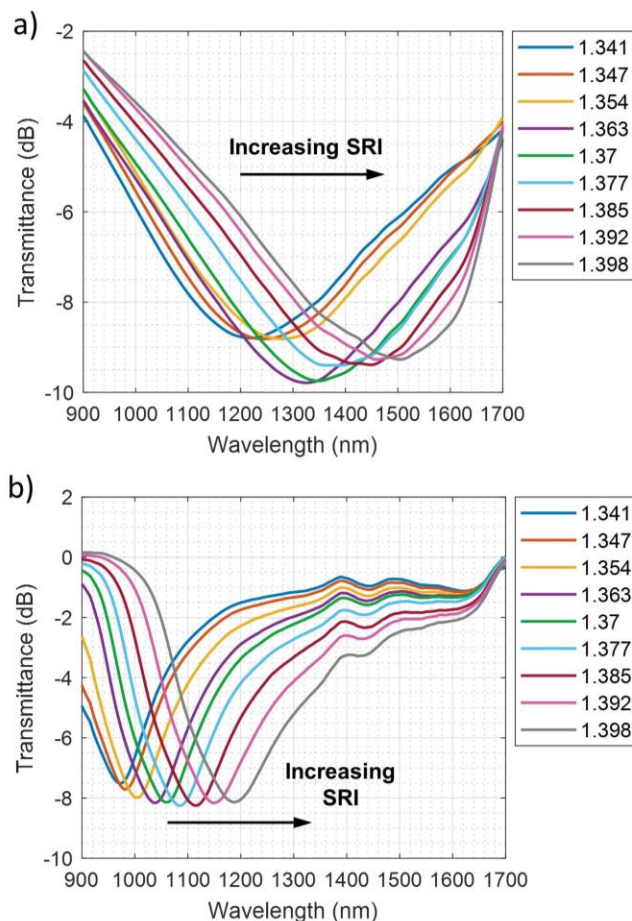 a)
-2
-4
-6
-8
-10
Transmittance (dB)
900 1000 1100 1200 1300 1400 1500 1600 1700
Wavelength (nm)
Increasing SRI
1.341
1.347
1.354
1.363
1.37
1.377
1.385
1.392
1.398
b)
2
0
-2
-4
-6
-8
-10
Transmittance (dB)
900 1000 1100 1200 1300 1400 1500 1600 1700
Wavelength (nm)
Increasing
SRI
1.341
1.347
1.354
1.363
1.37
1.377
1.385
1.392
1.398